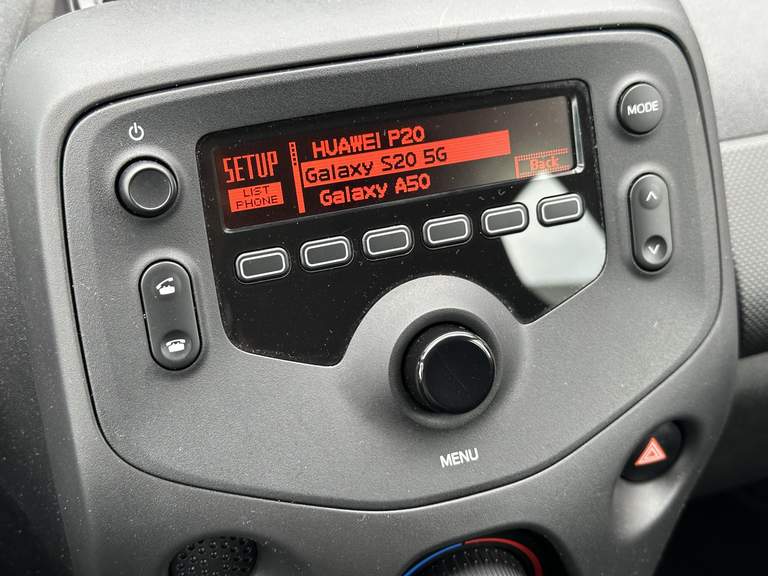 MODE
SETUP
LIST
PHONE
HUAWEI P20
Galaxy S20 5G
Galaxy A50
Back
MENU